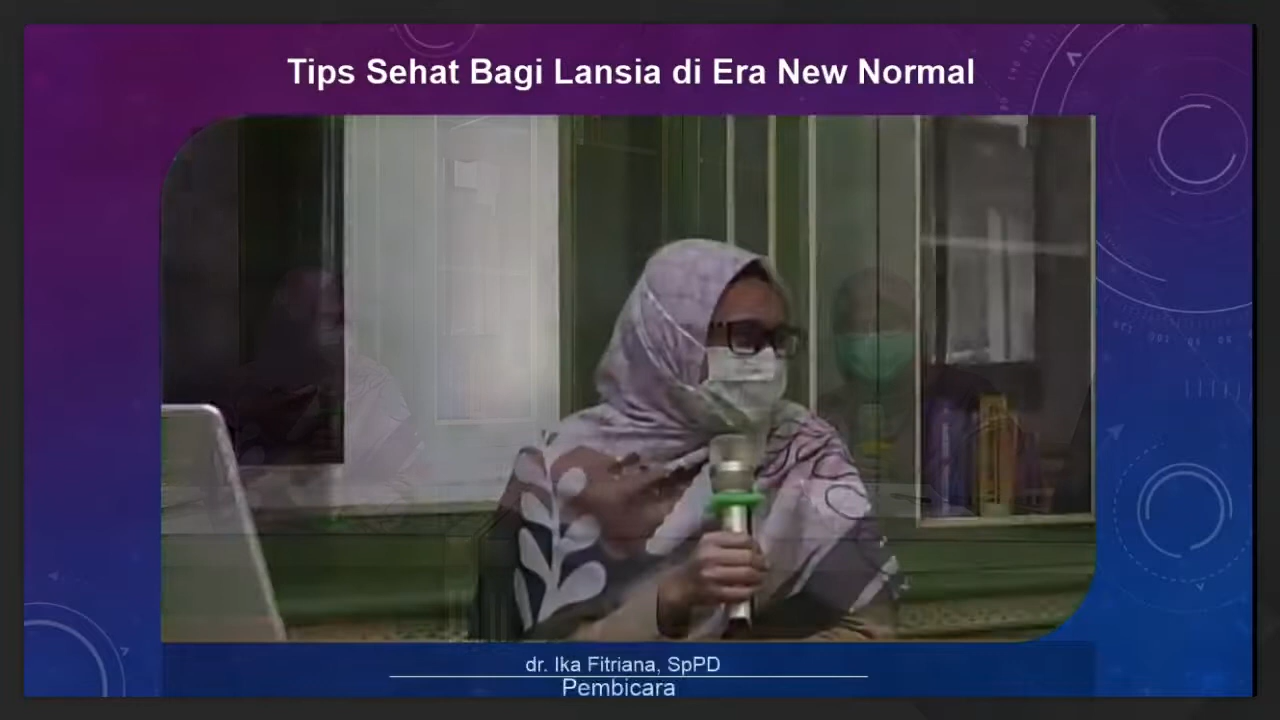 Tips Sehat Bagi Lansia di Era New Normal
dr. Ika Fitriana, SpPD
Pembicara